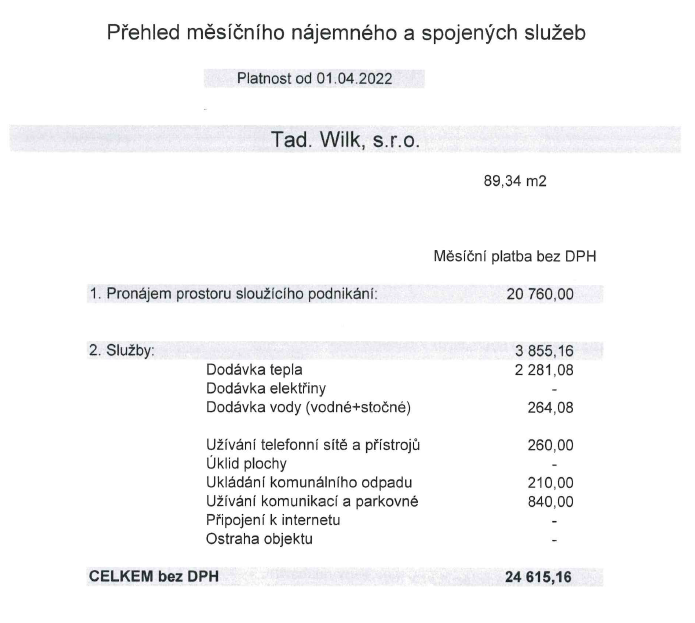 Přehled měsíčního nájemného a spojených služeb
Platnost od 01.04.2022
Tad. Wilk, s.r.o.
89,34 m2
Měsíční platba bez DPH
1. Pronájem prostoru sloužícího podnikání: 20 760,00
2. Služby: 3 855,16
Dodávka tepla 2 281,08
Dodávka elektřiny -
Dodávka vody (vodné+stočné) 264,08
Užívání telefonní sítě a přístrojů 260,00
Úklid plochy -
Ukládání komunálního odpadu 210,00
Užívání komunikací a parkovné 840,00
Připojení k internetu -
Ostraha objektu -
CELKEM bez DPH 24 615,16